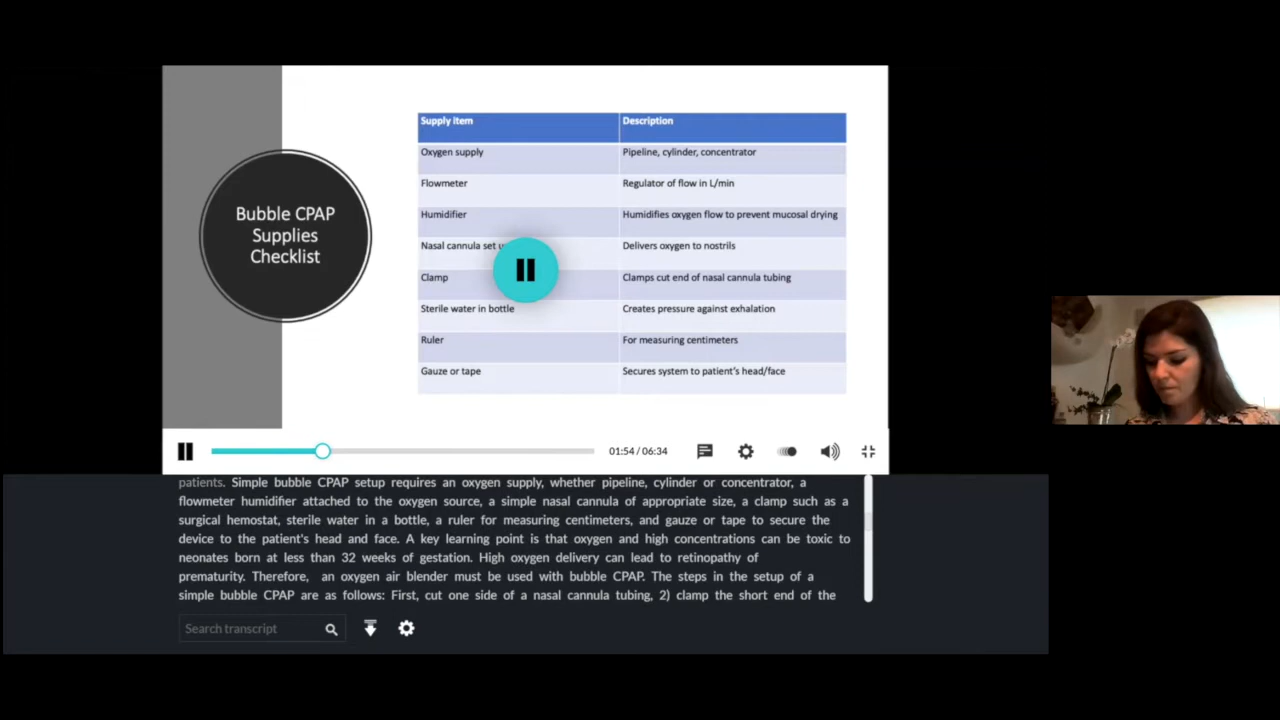 Bubble CPAP
Supplies
Checklist
Supply Item Description
Oxygen supply Pipeline, cylinder, concentrator
Flowmeter Regulator of flow in L/min
Humidifier Humidifies oxygen flow to prevent mucosal drying
Nasal cannula set Delivers oxygen to nostrils
Clamp Clamps cut end of nasal cannula tubing
Sterile water in bottle Creates pressure against exhalation
Ruler For measuring centimeters
Gauze or tape Secures system to patient's head/face
01:54 / 06:34
patients. Simple bubble CPAP setup requires an oxygen supply, whether pipeline, cylinder or concentrator, a
flowmeter humidifier attached to the oxygen source, a simple nasal cannula of appropriate size, a clamp such as a
surgical hemostat, sterile water in a bottle, a ruler for measuring centimeters, and gauze or tape to secure the
device to the patient's head and face. A key learning point is that oxygen and high concentrations can be toxic to
neonates born at less than 32 weeks of gestation. High oxygen delivery can lead to retinopathy of
prematurity. Therefore, an oxygen air blender must be used with bubble CPAP. The steps in the setup of a
simple bubble CPAP are as follows: First, cut one side of a nasal cannula tubing, 2) clamp the short end of the
Search transcript